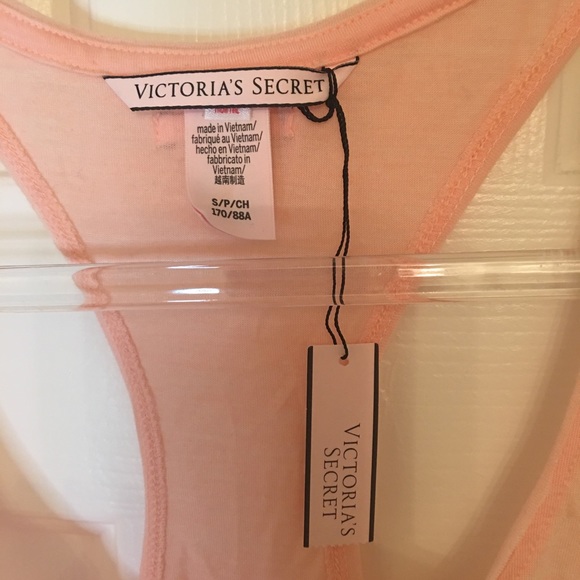 VICTORIA'S SECRET
made in Vietnam/
fabriqué au Vietnam/
hecho en Vietnam/
fabbricato in
Vietnam/
越南制造
S/P/CH
170/88A
VICTORIA'S
SECRET